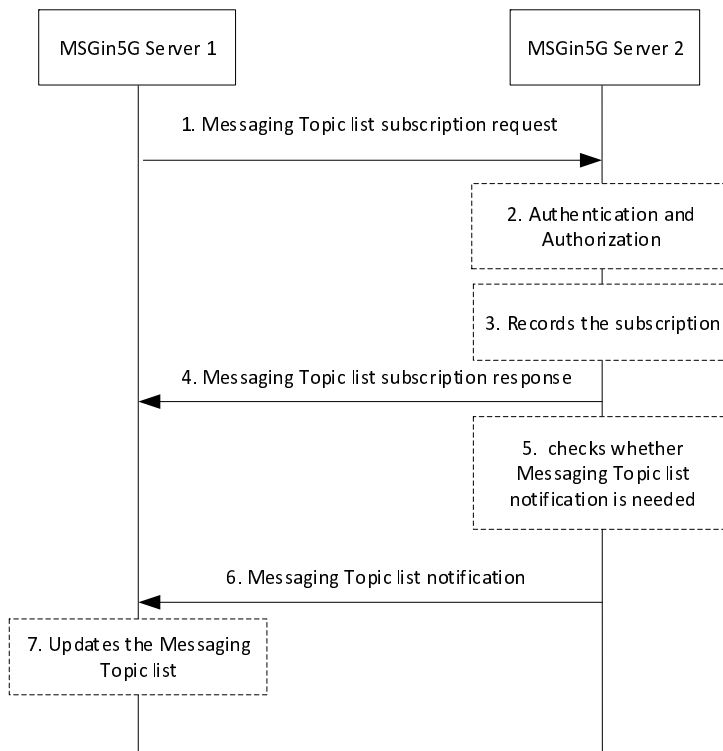 MSGin5G Server 1
MSGin5G Server 2
1. Messaging Topic list subscription request
2. Authentication and
Authorization
3. Records the subscription
4. Messaging Topic list subscription response
5.  checks whether
Messaging Topic list
notification is needed
6. Messaging Topic list notification
7. Updates the Messaging
Topic list